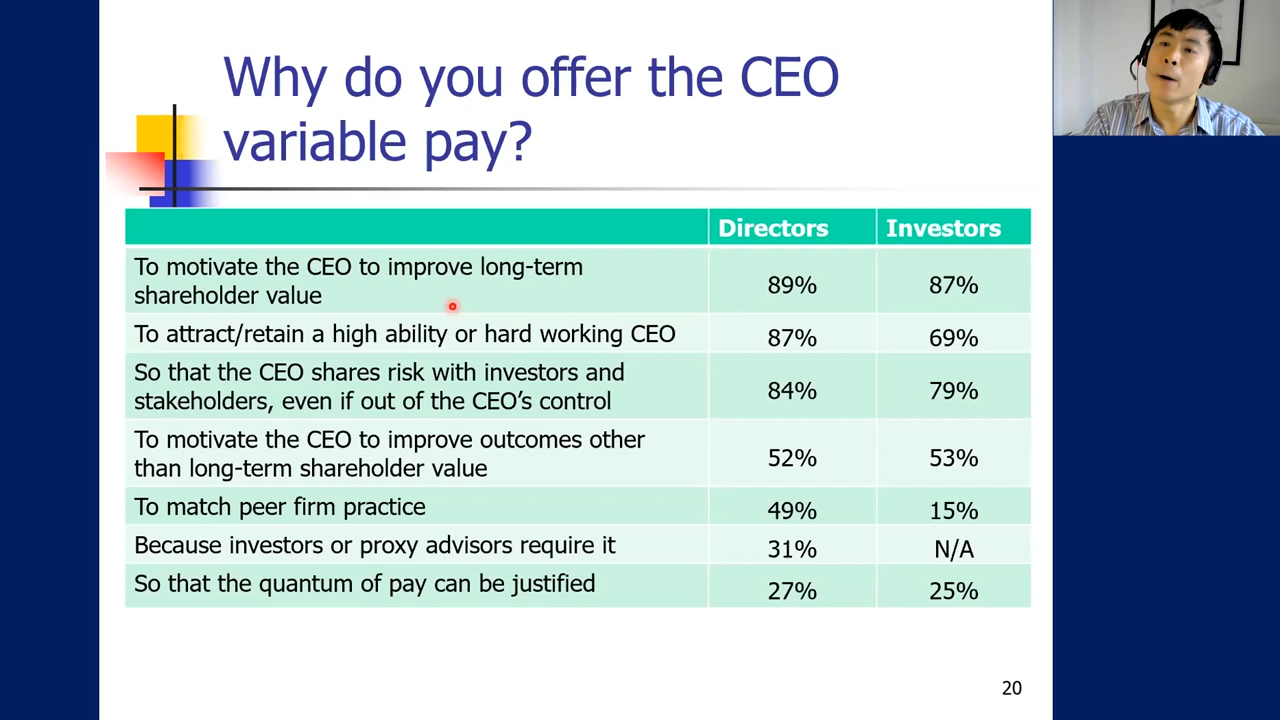 Why do you offer the CEO
variable pay?
Directors Investors
To motivate the CEO to improve long-term
shareholder value 89% 87%
To attract/retain a high ability or hard working CEO 87% 69%
So that the CEO shares risk with investors and
stakeholders, even if out of the CEO’s control 84% 79%
To motivate the CEO to improve outcomes other
than long-term shareholder value 52% 53%
To match peer firm practice 49% 15%
Because investors or proxy advisors require it 31% N/A
So that the quantum of pay can be justified 27% 25%
20